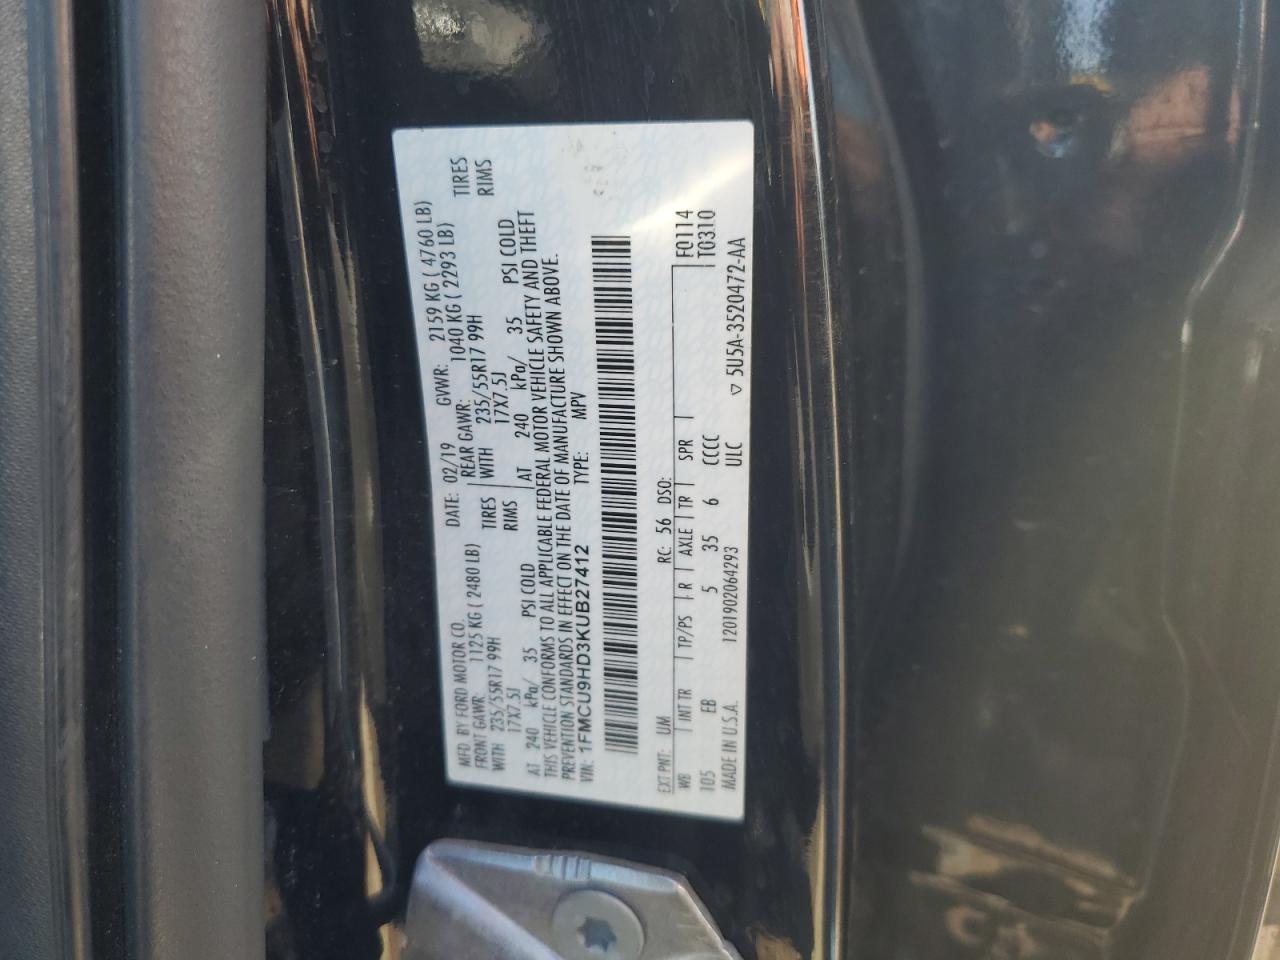 MFD. BY FORD MOTOR CO. DATE: 02/19 GVWR: 2159 KG ( 4760 LB)
FRONT GAWR: 1125 KG ( 2480 LB) REAR GAWR: 1040 KG ( 2293 LB)
WITH 235/55R17 99H TIRES WITH 235/55R17 99H TIRES
17X7.5J RIMS 17X7.5J RIMS
AT 240 kPa/ 35 PSI COLD AT 240 kPa/ 35 PSI COLD
THIS VEHICLE CONFORMS TO ALL APPLICABLE FEDERAL MOTOR VEHICLE SAFETY AND THEFT
PREVENTION STANDARDS IN EFFECT ON THE DATE OF MANUFACTURE SHOWN ABOVE.
VIN: 1FMCU9HD3KUB27412 TYPE: MPV
EXT PNT: UM RC: 56 DSO: F0114
WB INT TR TP/PS R AXLE TR SPR T0310
105 EB 5 35 6 CCCC
MADE IN U.S.A. 1201902064293 ULC
▽ 5U5A-3520472-AA